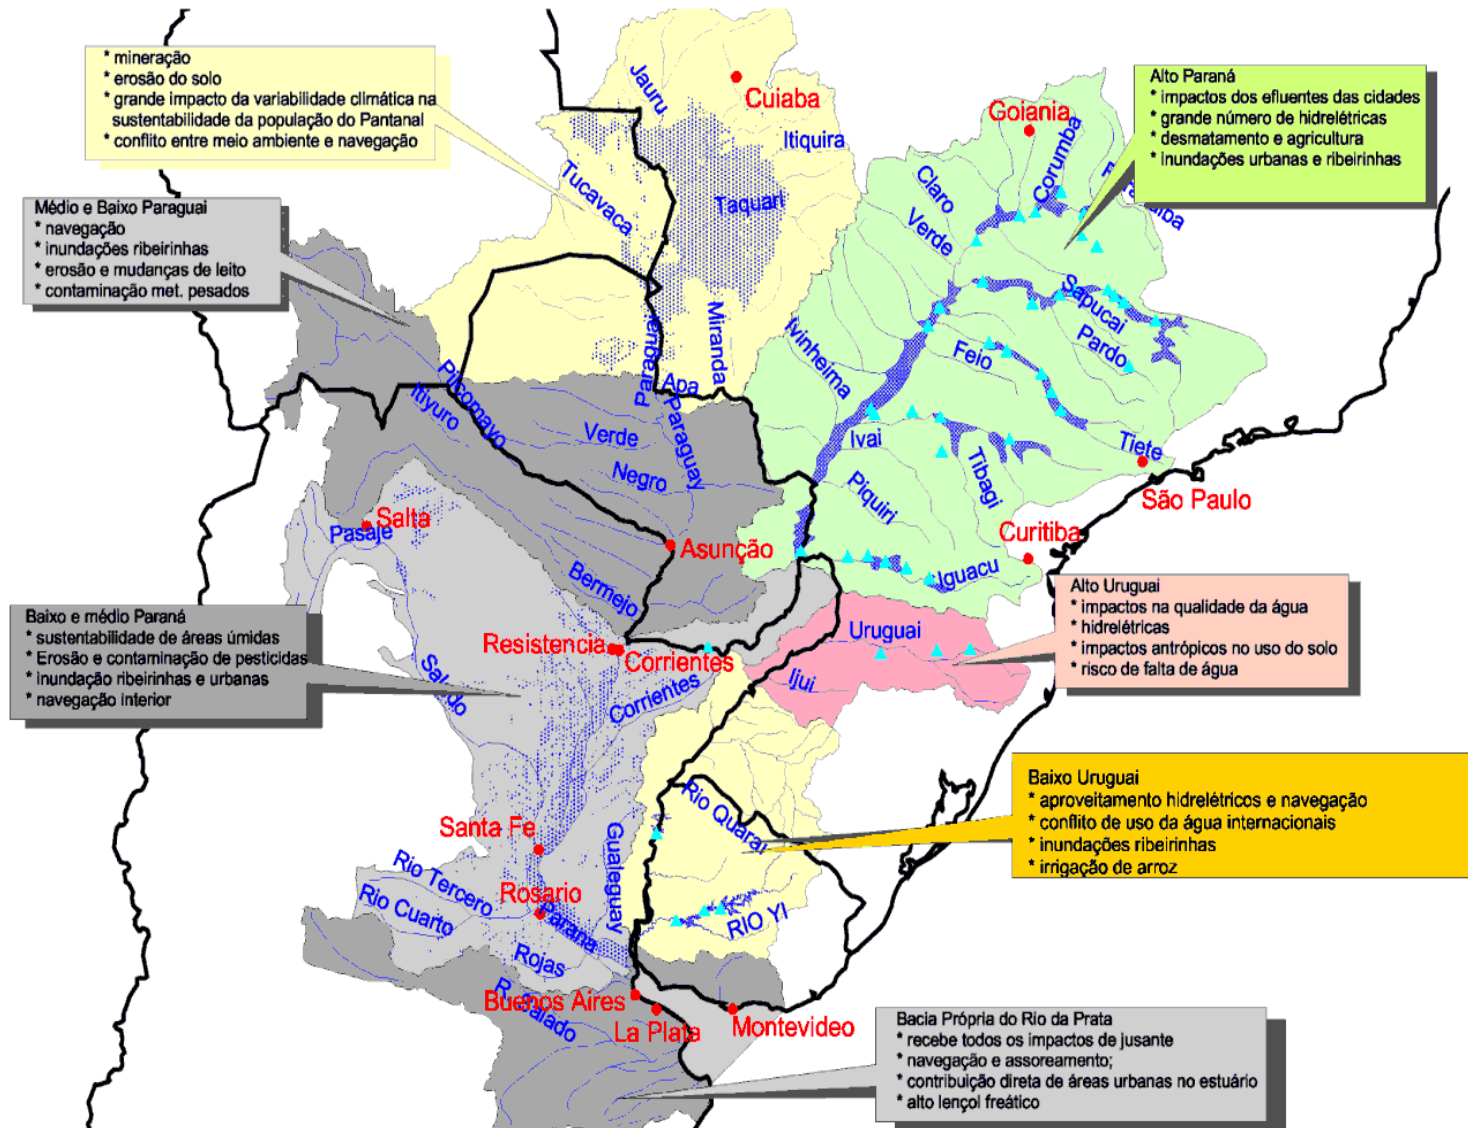 * mineração
* erosão do solo
* grande impacto da variabilidade climática na
sustentabilidade da população do Pantanal
* conflito entre meio ambiente e navegação
Alto Paraná
* impactos dos efluentes das cidades
* grande número de hidrelétricas
* desmatamento e agricultura
* inundações urbanas e ribeirinhas
Médio e Baixo Paraguai
* navegação
* inundações ribeirinhas
* erosão e mudanças de leito
* contaminação met. pesados
Jauru
Cuiaba
Itiquira
Tucavaca
Taquari
Goiania
Corumba
Claro
Verde
Sapucai
Pardo
Feio
Ivinheima
Miranda
Paraguai
Apa
Paraguay
Pilcomayo
Itiyuro
Verde
Negro
Ivai
Tibagi
Tiete
São Paulo
Piquiri
Curitiba
Iguacu
Salta
Pasaje
Asunção
Bermejo
Baixo e médio Paraná
* sustentabilidade de áreas úmidas
* Erosão e contaminação de pesticidas
* inundação ribeirinhas e urbanas
* navegação interior
Alto Uruguai
* impactos na qualidade da água
* hidrelétricas
* impactos antrópicos no uso do solo
* risco de falta de água
Uruguai
Ijui
Resistencia
Corrientes
Corrientes
Salado
Baixo Uruguai
* aproveitamento hidrelétricos e navegação
* conflito de uso da água internacionais
* inundações ribeirinhas
* irrigação de arroz
Rio Quarai
Santa Fe
Gualeguay
Rio Tercero
Rosario
Rio Cuarto
Parana
RIO YI
Rojas
R. Salado
Buenos Aires
La Plata
Montevideo
Bacia Própria do Rio da Prata
* recebe todos os impactos de jusante
* navegação e assoreamento;
* contribuição direta de áreas urbanas no estuário
* alto lençol freático